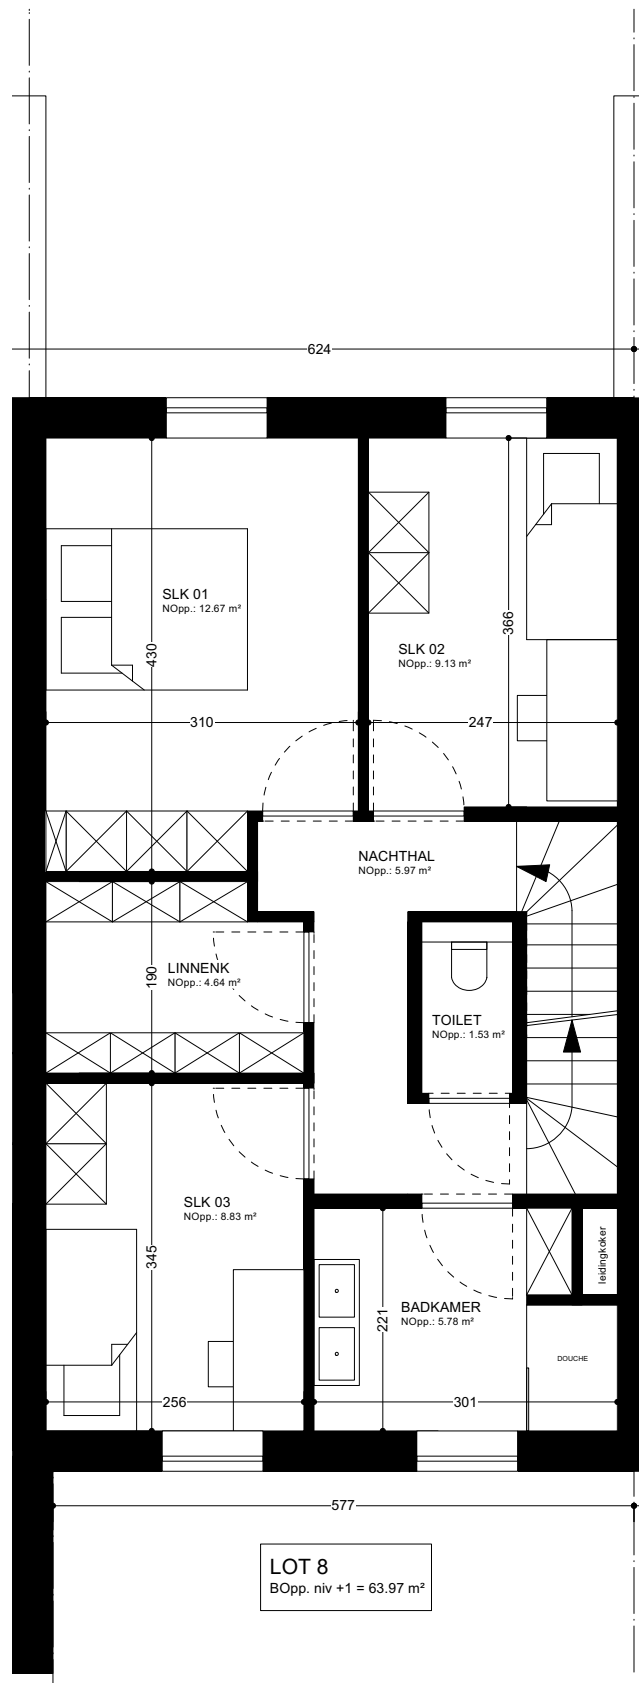 624
SLK 01
NOpp.: 12.67 m²
366
SLK 02
NOpp.: 9.13 m²
430
310
247
NACHTHAL
NOpp.: 5.97 m²
LINNENK
NOpp.: 4.64 m²
190
TOILET
NOpp.: 1.53 m²
SLK 03
NOpp.: 8.83 m²
345
leidingkoker
BADKAMER
NOpp.: 5.78 m²
221
DOUCHE
256
301
577
LOT 8
BOpp. niv +1 = 63.97 m²